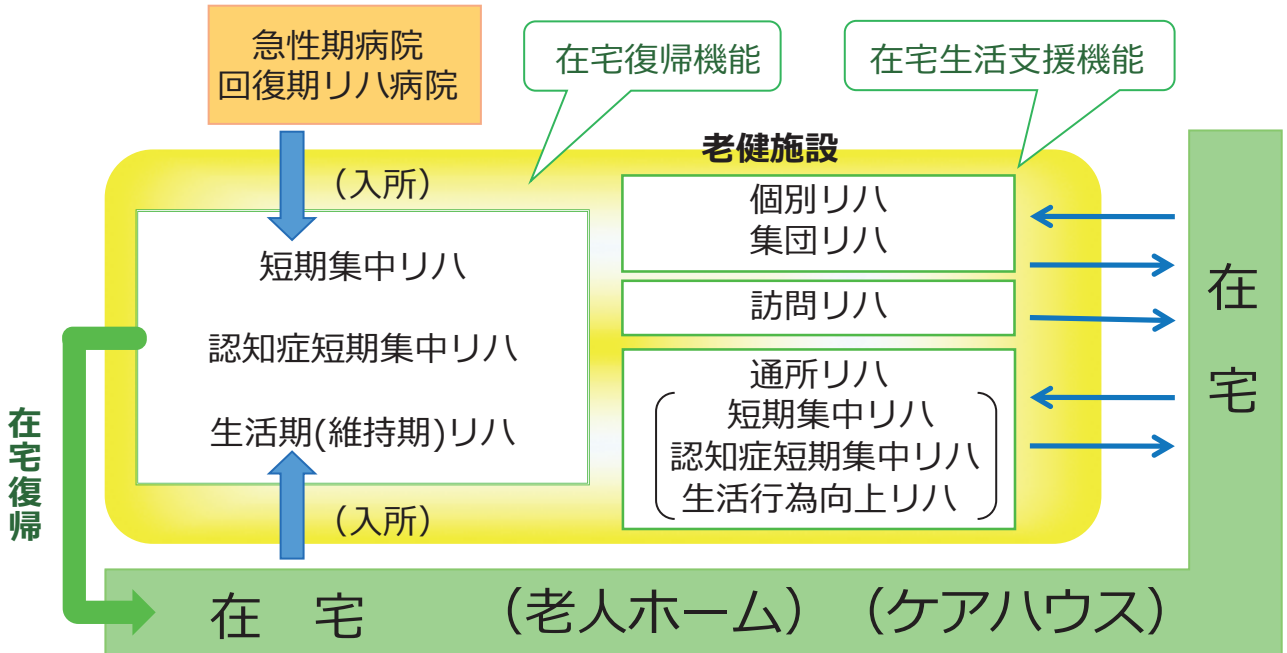 急性期病院
回復期リハ病院
在宅復帰機能
在宅生活支援機能
老健施設
（入所）
短期集中リハ
認知症短期集中リハ
生活期(維持期)リハ
（入所）
個別リハ
集団リハ
訪問リハ
通所リハ
短期集中リハ
認知症短期集中リハ
生活行為向上リハ
在宅
在宅復帰
在　宅　（老人ホーム）（ケアハウス）